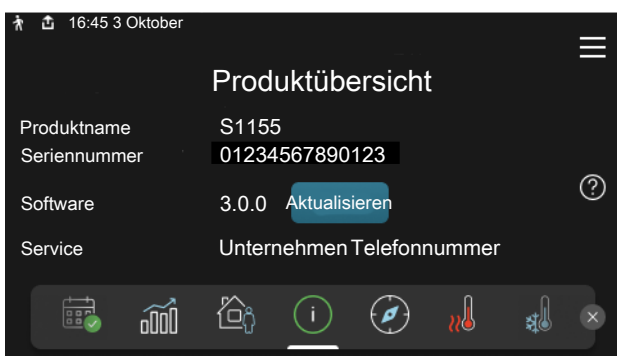 16:45 3 Oktober
Produktübersicht
Produktname S1155
Seriennummer 01234567890123
Software 3.0.0 Aktualisieren
Service Unternehmen Telefonnummer